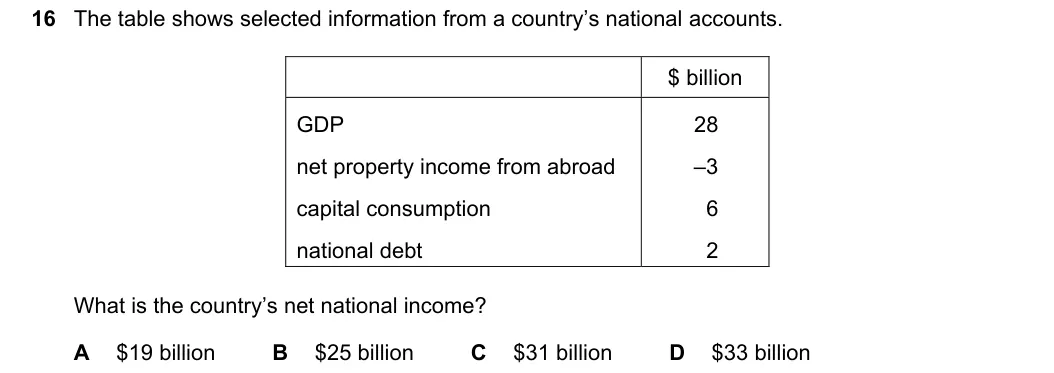 16 The table shows selected information from a country's national accounts.
$ billion
GDP 28
net property income from abroad –3
capital consumption 6
national debt 2
What is the country's net national income?
A $19 billion B $25 billion C $31 billion D $33 billion